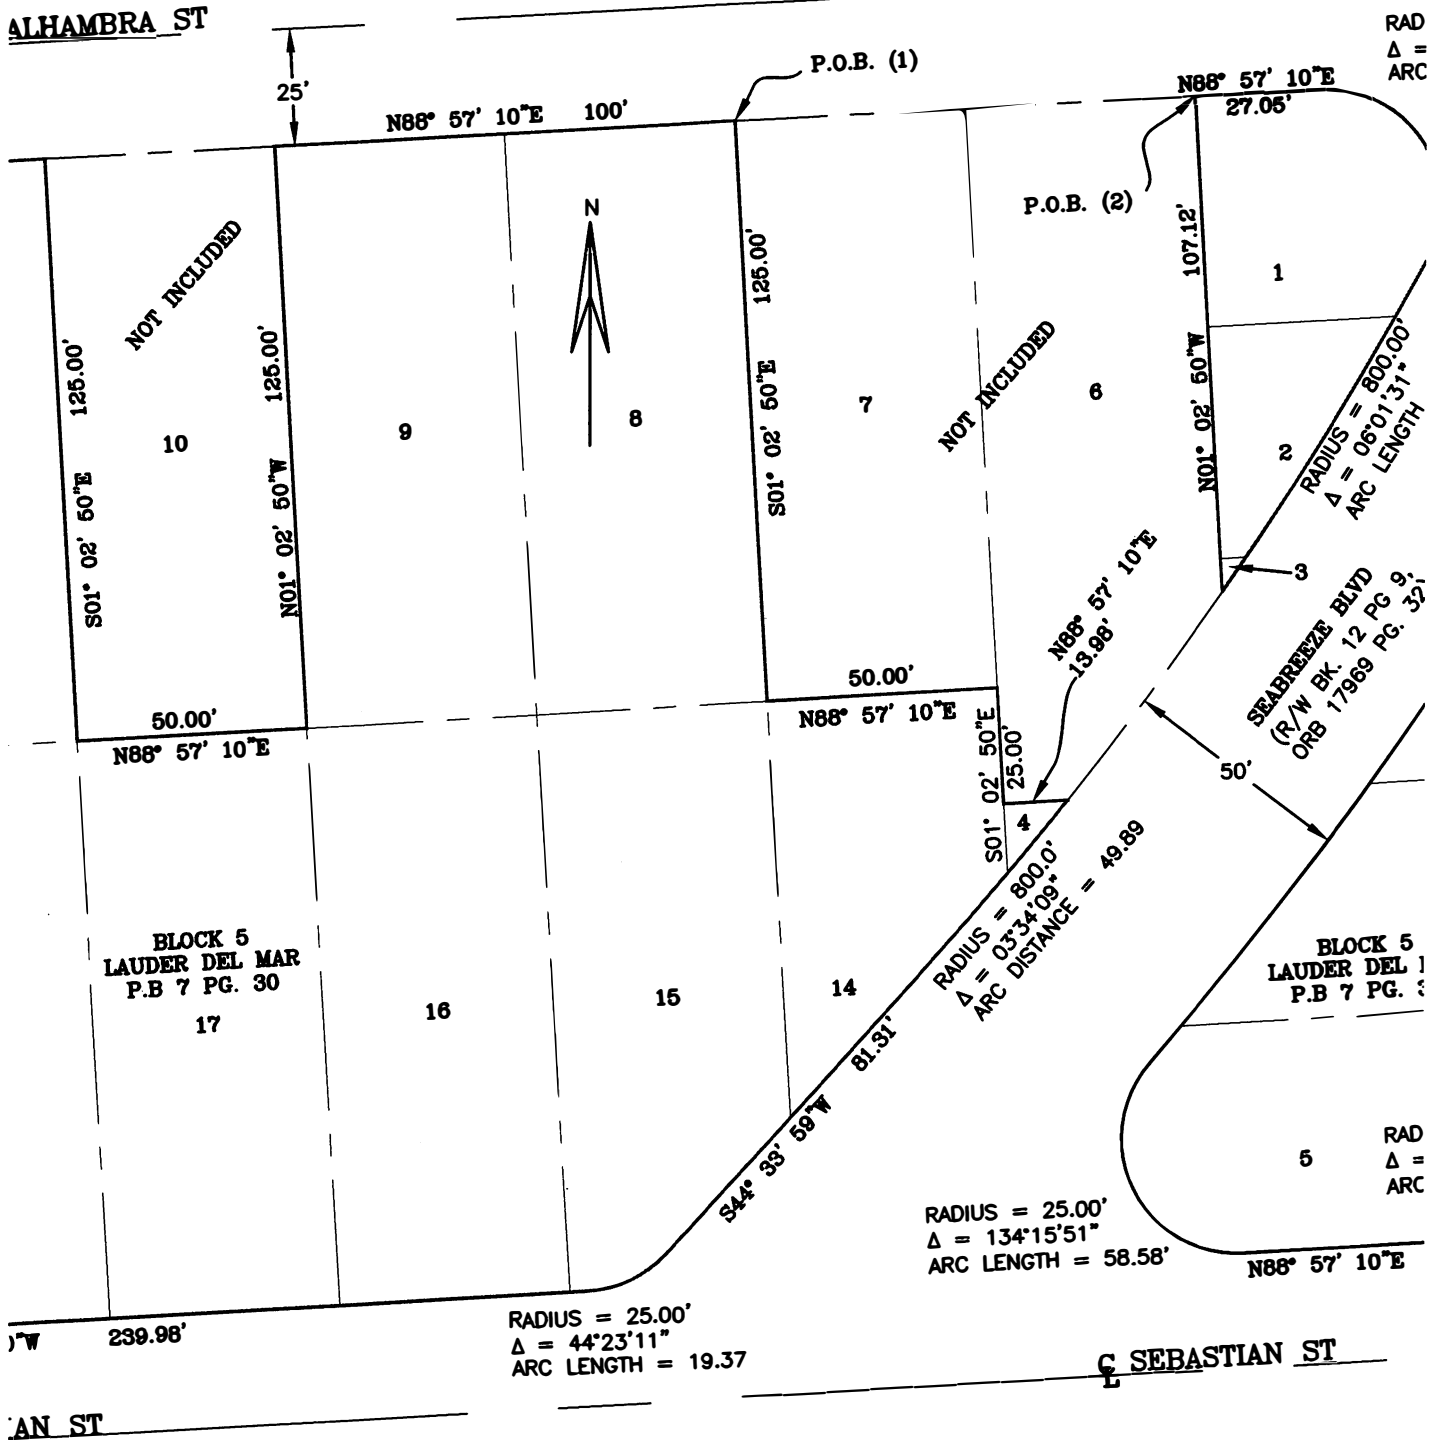 ALHAMBRA ST
25'
N88° 57' 10"E 100'
P.O.B. (1)
N88° 57' 10"E
27.05'
RAD
Δ =
ARC
P.O.B. (2)
N
NOT INCLUDED
125.00'
S01° 02' 50"E
10
125.00'
N01° 02' 50"W
9
8
125.00'
S01° 02' 50"E
7
NOT INCLUDED
6
107.12'
N01° 02' 50"W
1
2
3
RADIUS = 800.00'
Δ = 06°01'31"
ARC LENGTH
N88° 57' 10"E
13.98'
SEABREEZE BLVD
(R/W BK. 12 PG 9,
ORB 17969 PG. 32
50'
50.00'
N88° 57' 10"E
50.00'
N88° 57' 10"E
S01° 02' 50"E
25.00'
4
RADIUS = 800.0'
Δ = 03°34'09"
ARC DISTANCE = 49.89
BLOCK 5
LAUDER DEL MAR
P.B 7 PG. 30
17
16
15
14
81.31'
S44° 33' 59"W
BLOCK 5
LAUDER DEL
P.B 7 PG.
5
RAD
Δ =
ARC
RADIUS = 25.00'
Δ = 134°15'51"
ARC LENGTH = 58.58'
N88° 57' 10"E
"W 239.98'
RADIUS = 25.00'
Δ = 44°23'11"
ARC LENGTH = 19.37
℄ SEBASTIAN ST
IAN ST